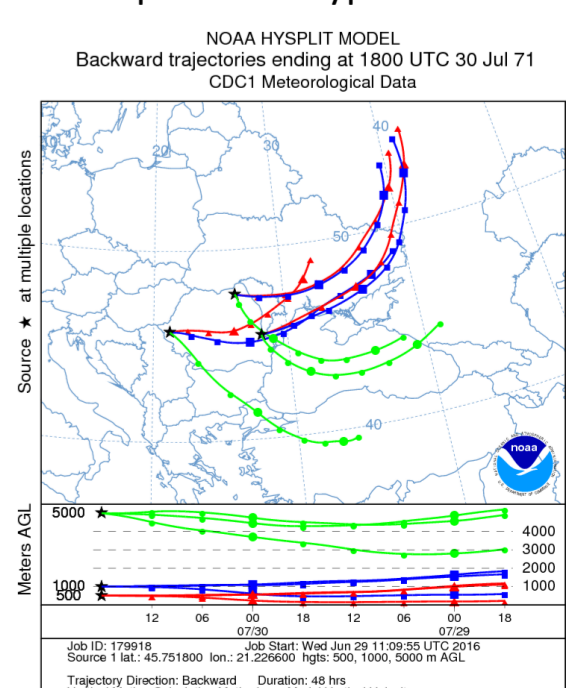 NOAA HYSPLIT MODEL
Backward trajectories ending at 1800 UTC 30 Jul 71
CDC1 Meteorological Data
Source ★ at multiple locations
40
20
30
50
40
noaa
Meters AGL
5000
1000
500
4000
3000
2000
1000
12 06 00 18 12 06 00 18
07/30 07/29
Job ID: 179918 Job Start: Wed Jun 29 11:09:55 UTC 2016
Source 1 lat.: 45.751800 lon.: 21.226600 hgts: 500, 1000, 5000 m AGL
Trajectory Direction: Backward Duration: 48 hrs